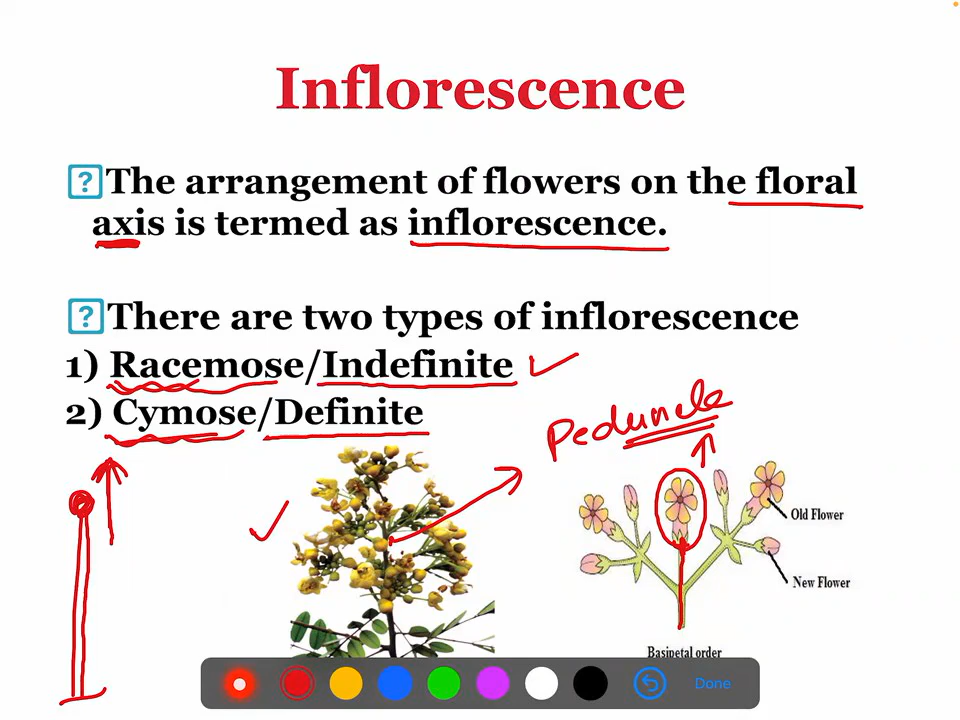 Inflorescence
?The arrangement of flowers on the floral
axis is termed as inflorescence.
?There are two types of inflorescence
1) Racemose/Indefinite
2) Cymose/Definite
Peduncle
Old Flower
New Flower
Basipetal order
Done